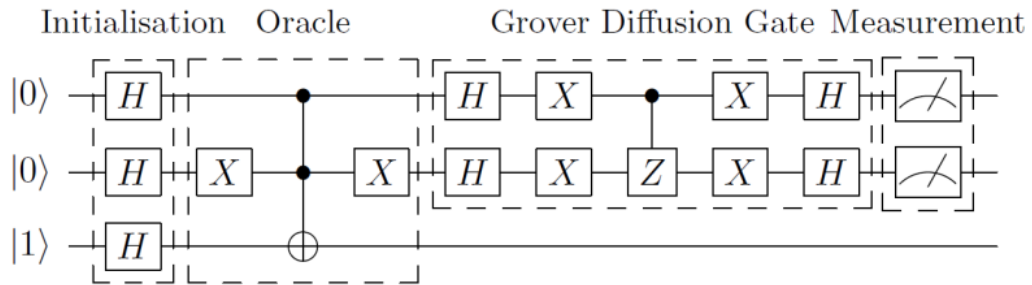 Initialisation Oracle Grover Diffusion Gate Measurement
|0⟩ H H X X H
|0⟩ H X X H X Z X H
|1⟩ H